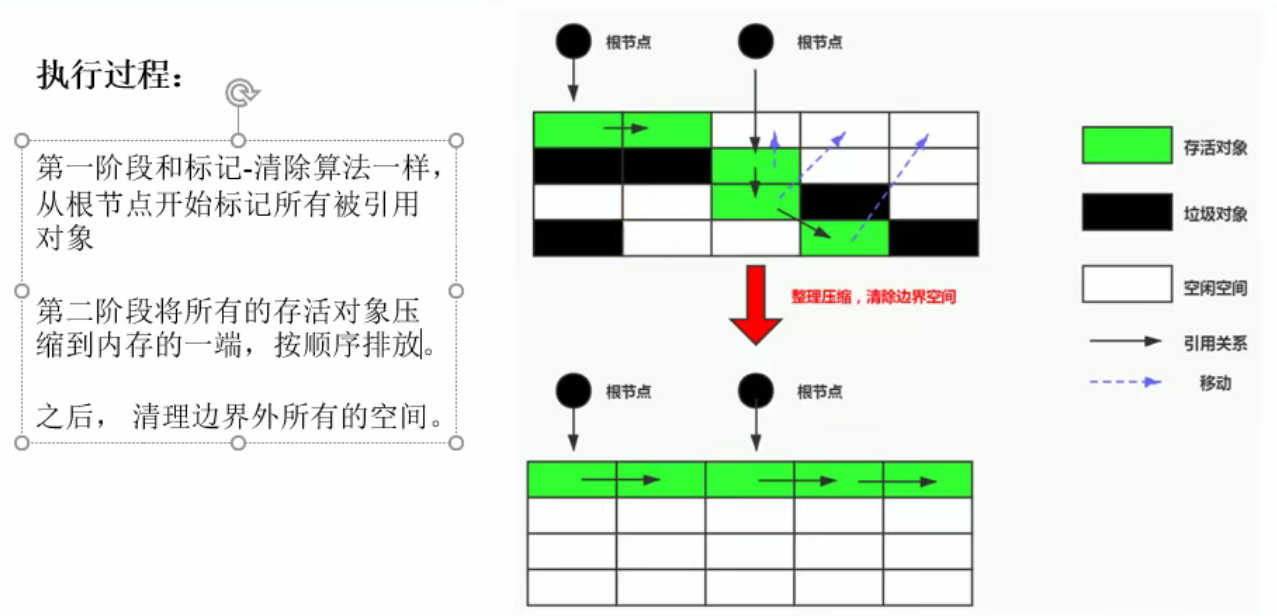 执行过程：
第一阶段和标记-清除算法一样，
从根节点开始标记所有被引用
对象
第二阶段将所有的存活对象压
缩到内存的一端，按顺序排放。
之后， 清理边界外所有的空间。
根节点
根节点
存活对象
垃圾对象
空闲空间
引用关系
移动
整理压缩，清除边界空间
根节点
根节点